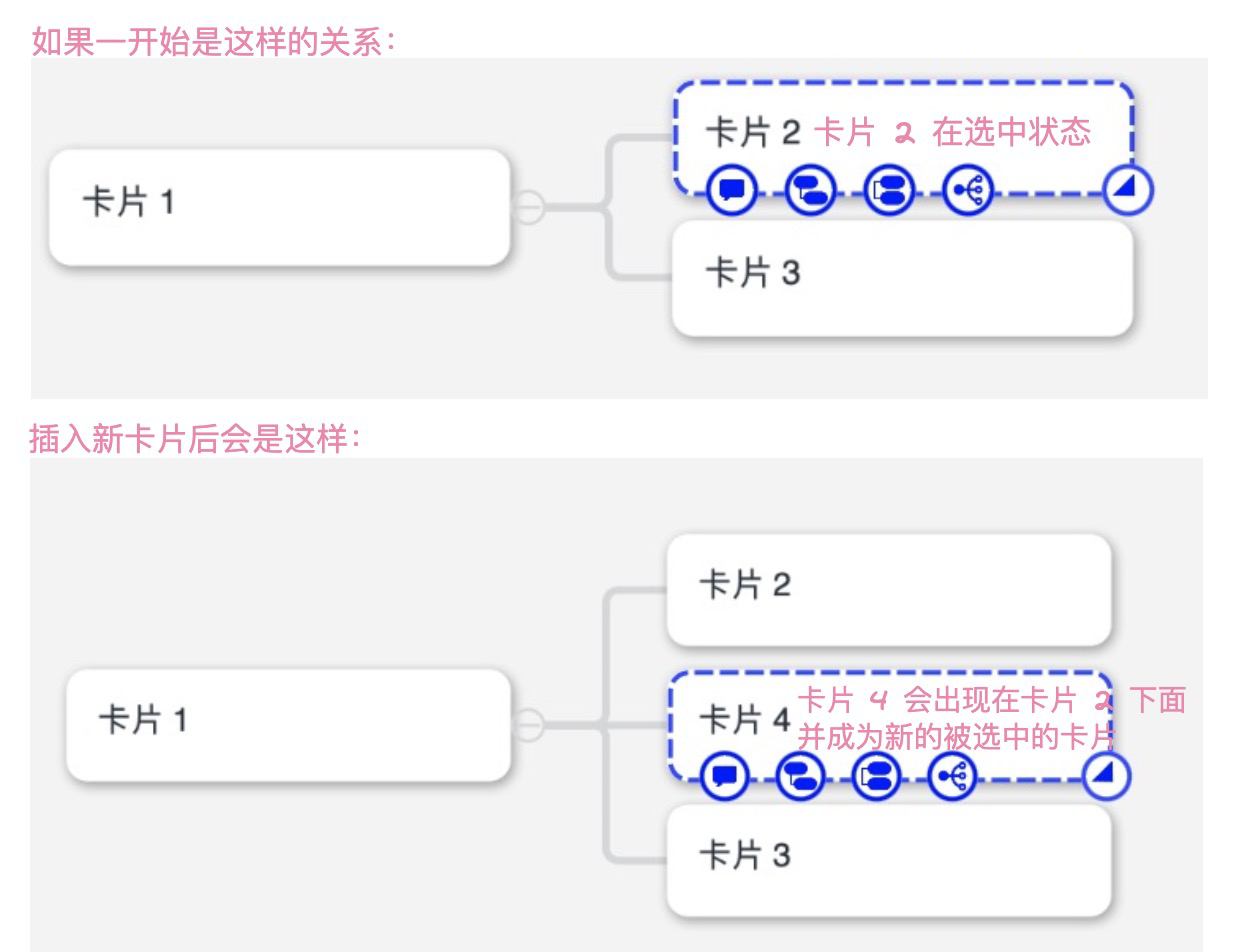 如果一开始是这样的关系：
卡片 2 卡片 2 在选中状态
卡片 1
卡片 3
插入新卡片后会是这样：
卡片 2
卡片 1
卡片 4 卡片 4 会出现在卡片 2 下面
并成为新的被选中的卡片
卡片 3